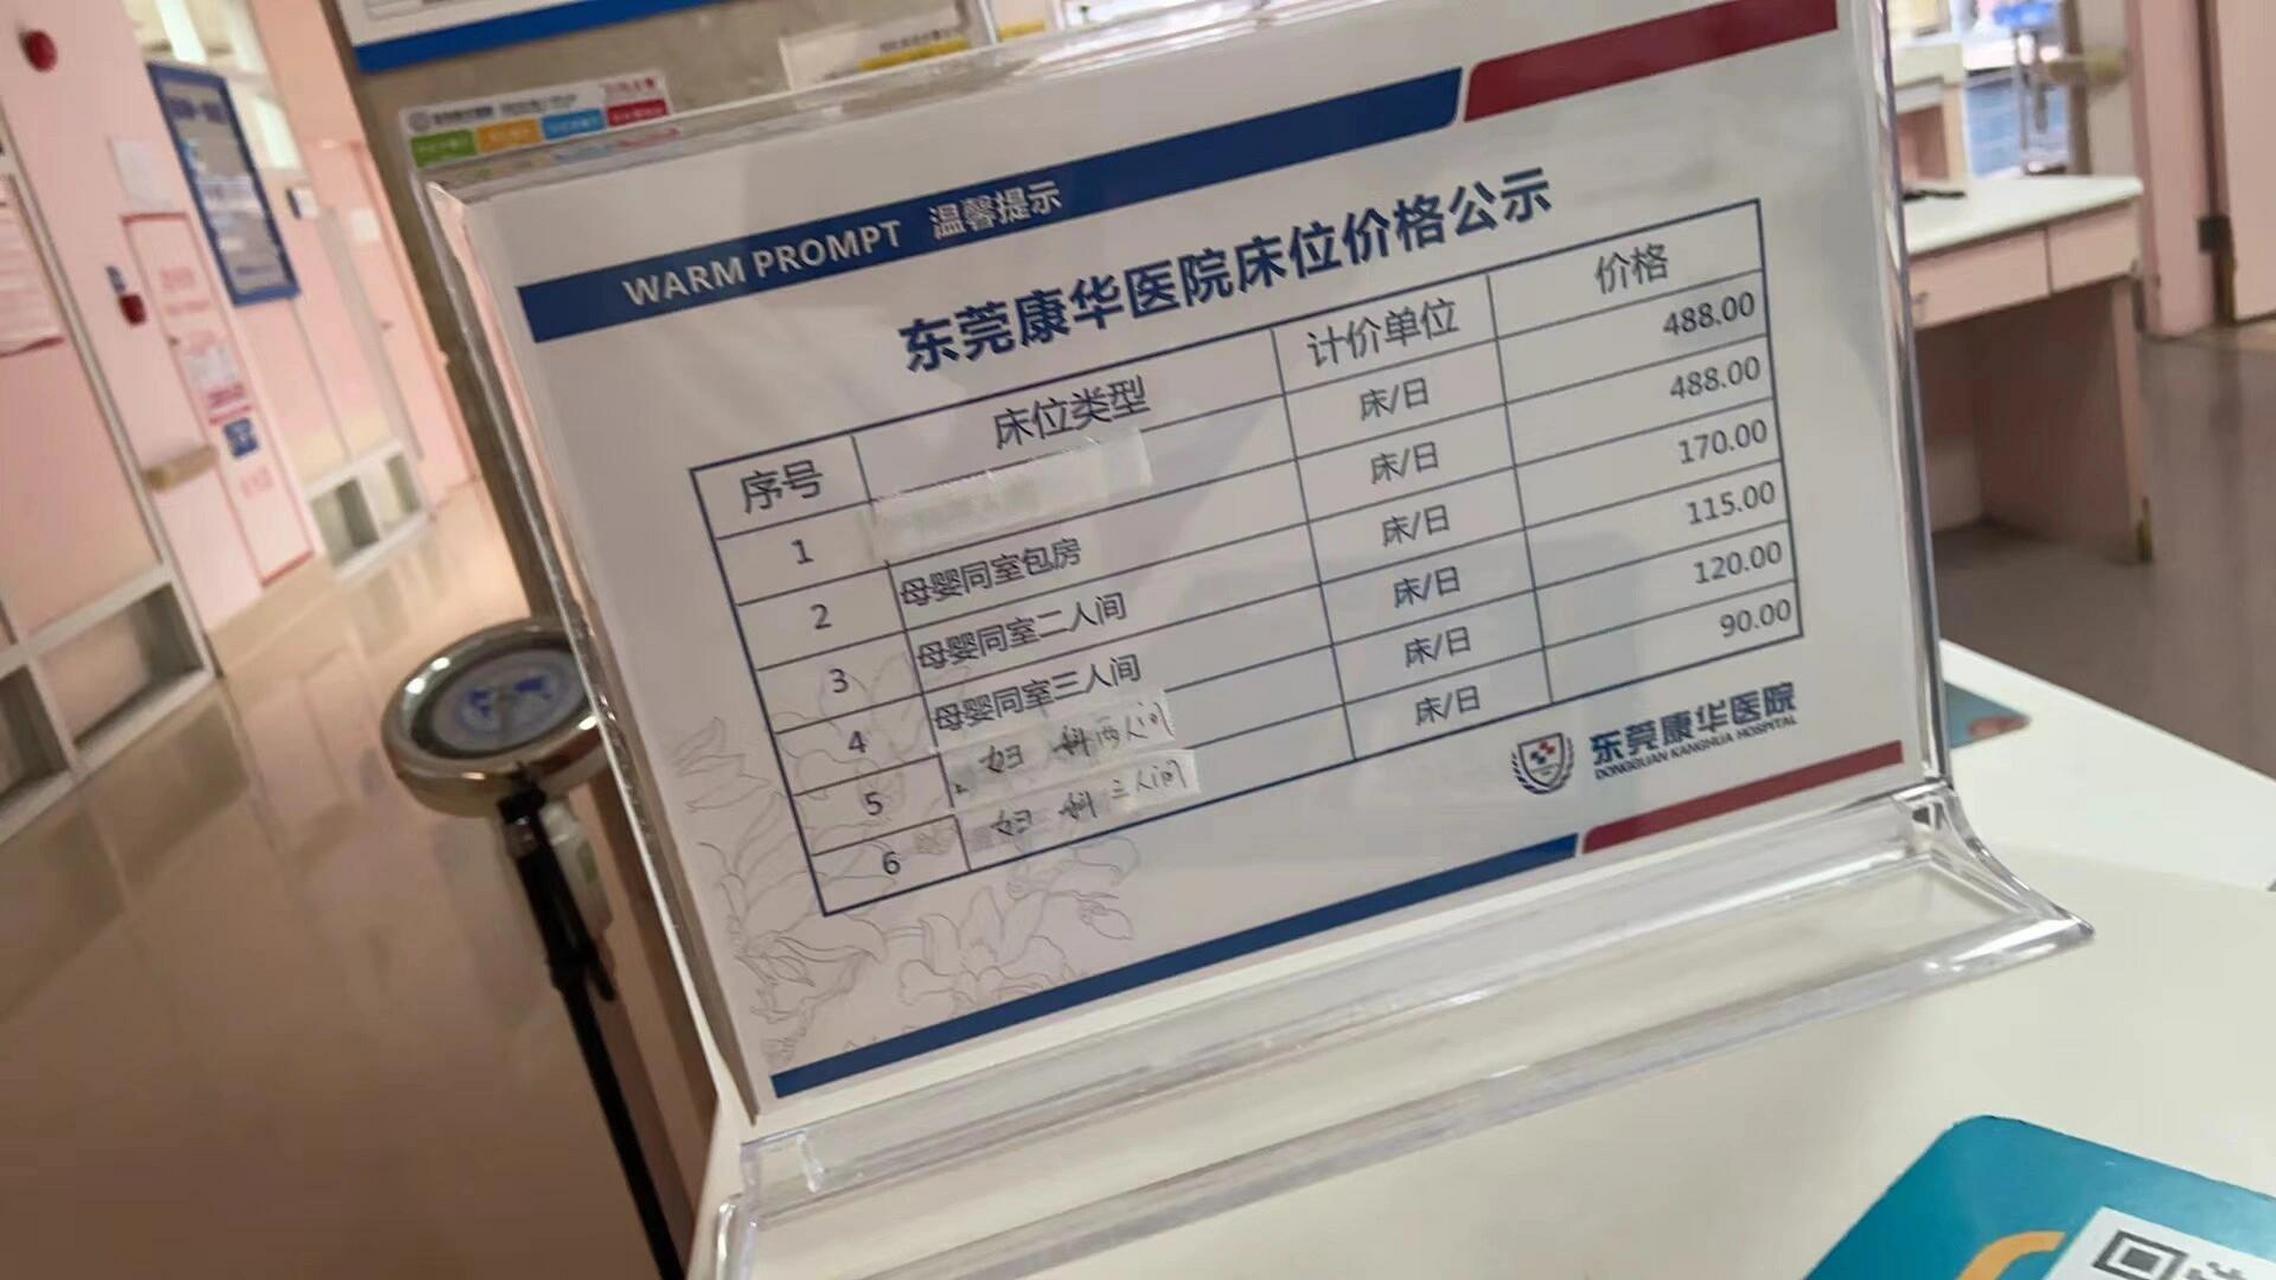 WARM PROMPT 温馨提示
东莞康华医院床位价格公示
序号 床位类型 计价单位 价格
1 床/日 488.00
2 母婴同室包房 床/日 488.00
3 母婴同室二人间 床/日 170.00
4 母婴同室三人间 床/日 115.00
5 妇科两人间 床/日 120.00
6 妇科三人间 床/日 90.00
东莞康华医院
DONGGUAN KANGHUA HOSPITAL